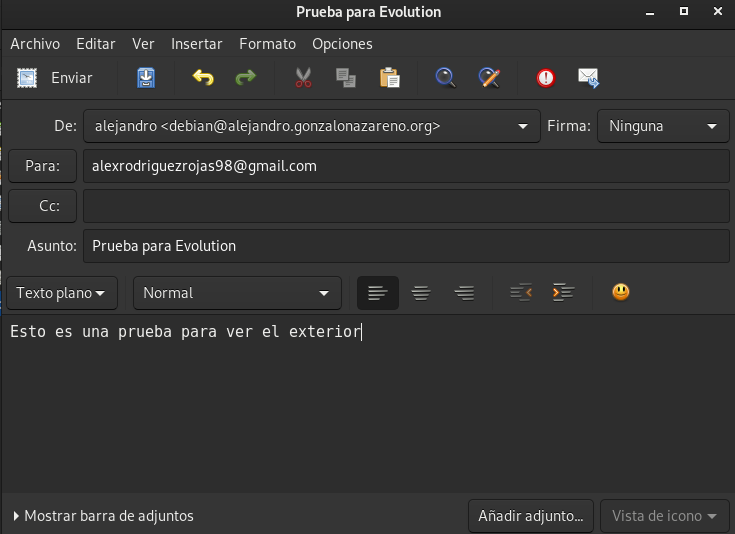 Prueba para Evolution
Archivo Editar Ver Insertar Formato Opciones
Enviar
De: alejandro <debian@alejandro.gonzalonazareno.org> Firma: Ninguna
Para: alexrodriguezrojas98@gmail.com
Cc:
Asunto: Prueba para Evolution
Texto plano Normal
Esto es una prueba para ver el exterior
Mostrar barra de adjuntos Añadir adjunto... Vista de icono